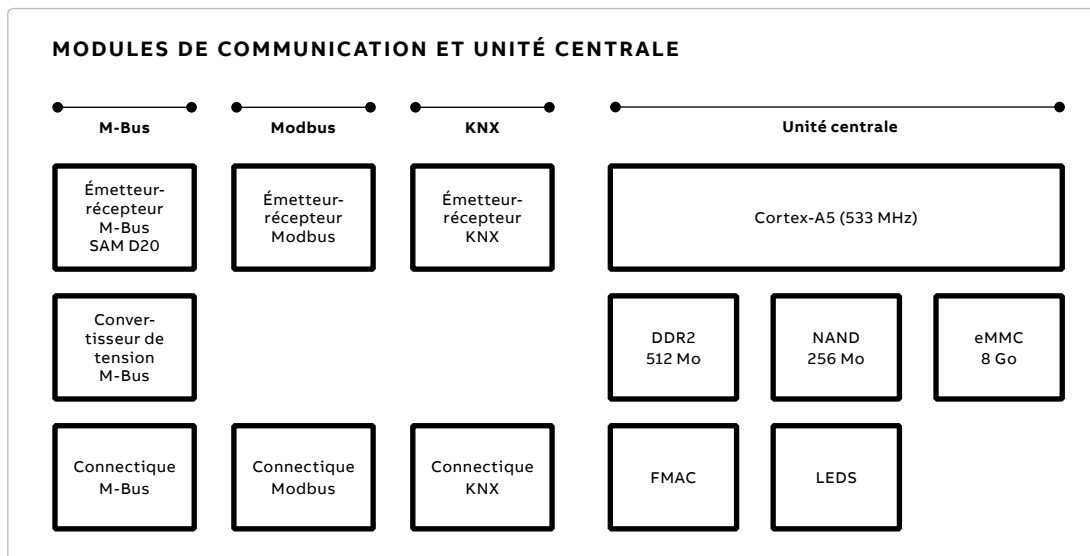 MODULES DE COMMUNICATION ET UNITÉ CENTRALE
M-Bus
Modbus
KNX
Unité centrale
Émetteur-
récepteur
M-Bus
SAM D20
Émetteur-
récepteur
Modbus
Émetteur-
récepteur
KNX
Cortex-A5 (533 MHz)
Conver-
tisseur de
tension
M-Bus
DDR2
512 Mo
NAND
256 Mo
eMMC
8 Go
Connectique
M-Bus
Connectique
Modbus
Connectique
KNX
FMAC
LEDS